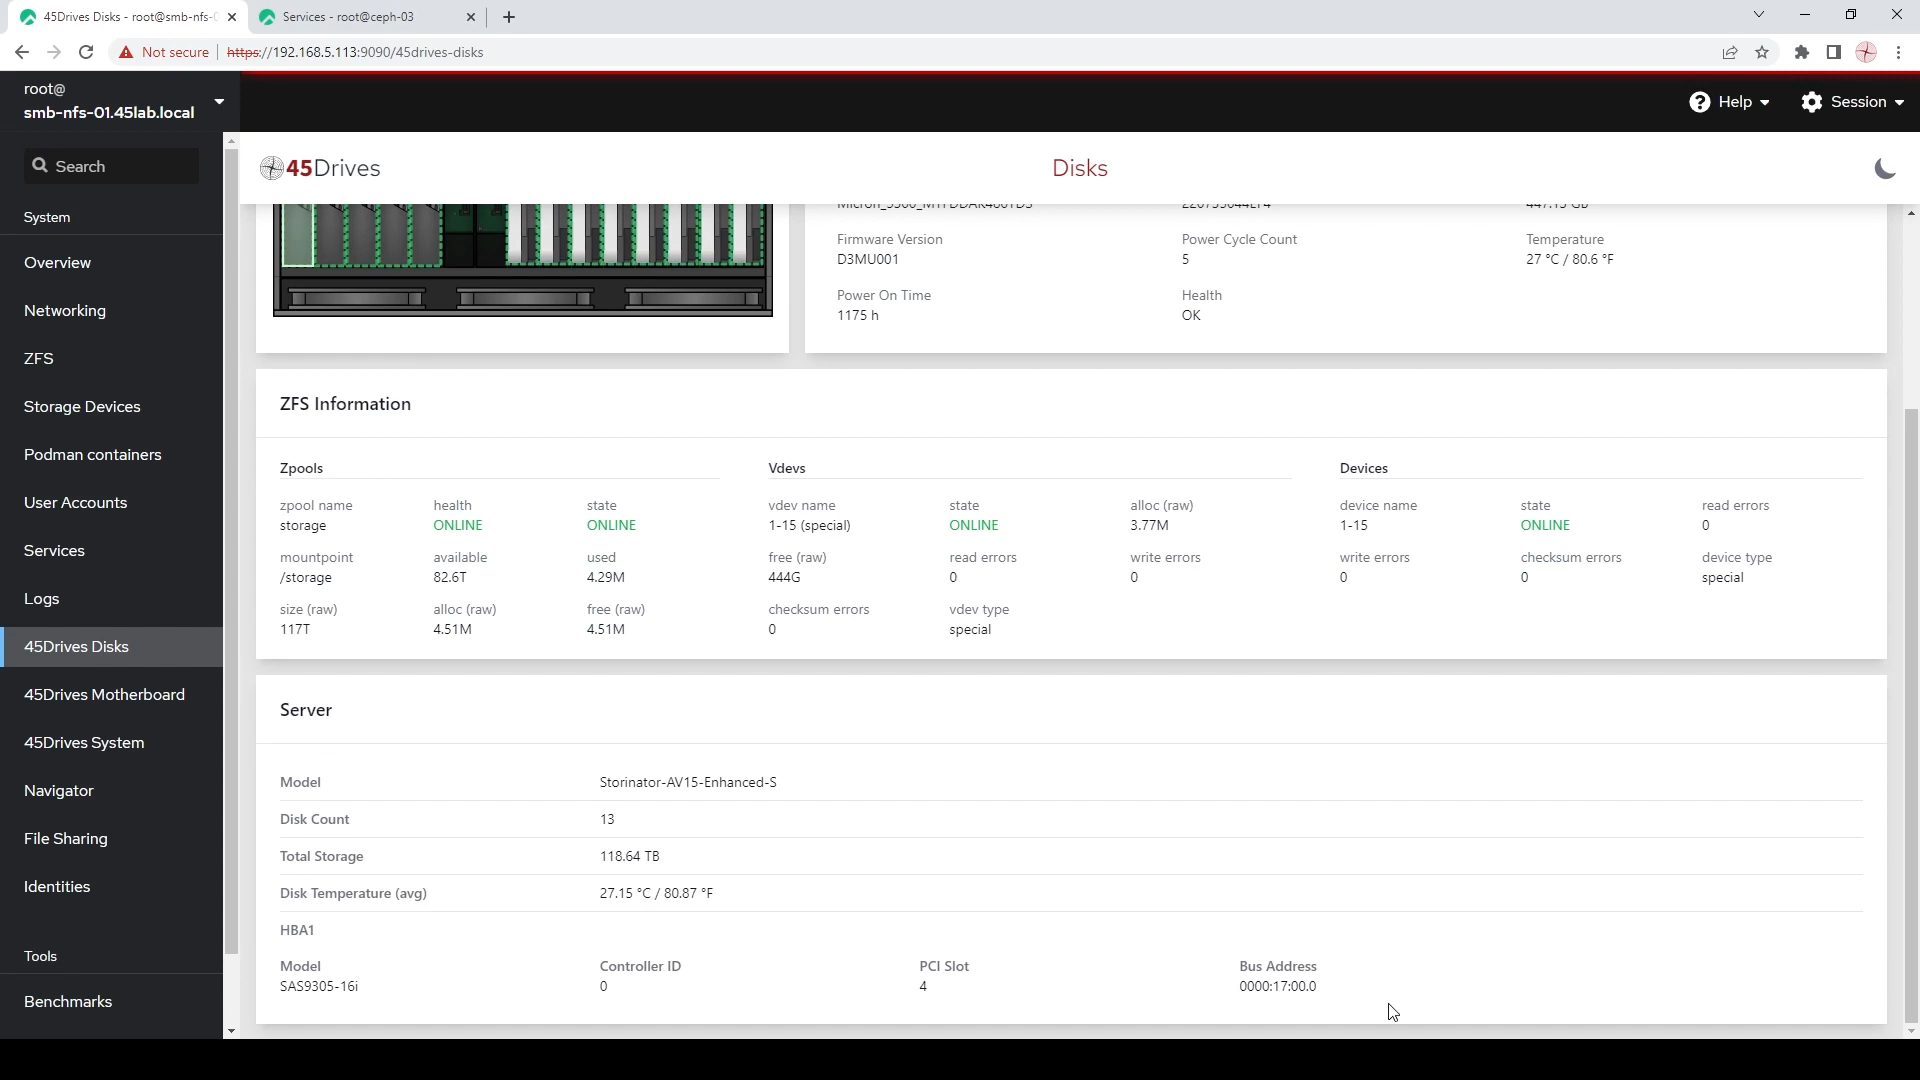 45Drives Disks - root@smb-nfs-
Services - root@ceph-03
Not secure
https://192.168.5.113:9090/45drives-disks
root@
smb-nfs-01.45lab.local
Help
Session
Search
45Drives
Disks
System
Overview
Networking
ZFS
Storage Devices
Podman containers
User Accounts
Services
Logs
45Drives Disks
45Drives Motherboard
45Drives System
Navigator
File Sharing
Identities
Tools
Benchmarks
Firmware Version
D3MU001
Power Cycle Count
5
Temperature
27 °C / 80.6 °F
Power On Time
1175 h
Health
OK
ZFS Information
Zpools
zpool name
storage
health
ONLINE
state
ONLINE
mountpoint
/storage
available
82.6T
used
4.29M
size (raw)
117T
alloc (raw)
4.51M
free (raw)
4.51M
Vdevs
vdev name
1-15 (special)
state
ONLINE
alloc (raw)
3.77M
free (raw)
444G
read errors
0
write errors
0
checksum errors
0
vdev type
special
Devices
device name
1-15
state
ONLINE
read errors
0
write errors
0
checksum errors
0
device type
special
Server
Model Storinator-AV15-Enhanced-S
Disk Count 13
Total Storage 118.64 TB
Disk Temperature (avg) 27.15 °C / 80.87 °F
HBA1
Model
SAS9305-16i
Controller ID
0
PCI Slot
4
Bus Address
0000:17:00.0